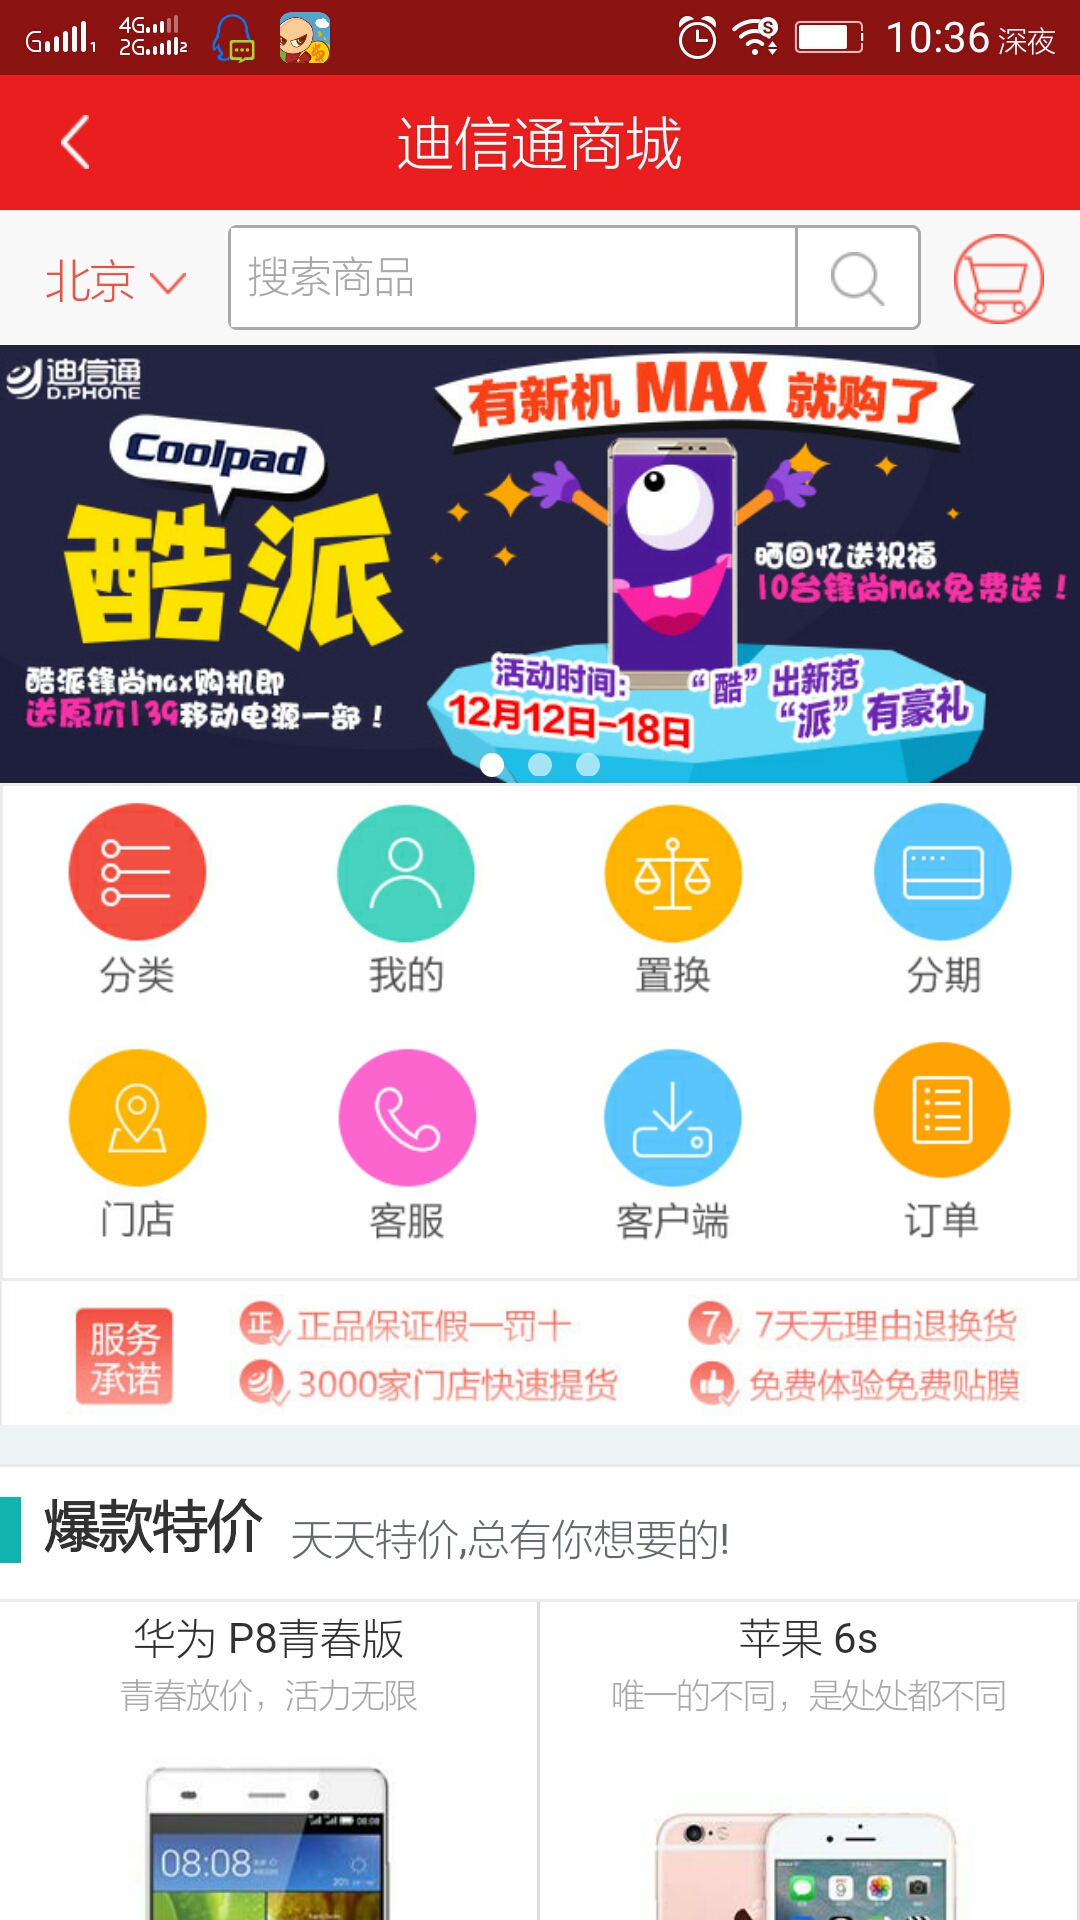 G 1 4G 2G 2 10:36 深夜
迪信通商城
北京 搜索商品
迪信通
D.PHONE
有新机 MAX 就购了
Coolpad
酷派
晒回忆送祝福
10台锋尚max免费送！
酷派锋尚max购机即
送原价139移动电源一部！
活动时间：
12月12日-18日
“酷”出新范
“派”有豪礼
分类 我的 置换 分期
门店 客服 客户端 订单
服务
承诺
正 正品保证假一罚十 7 7天无理由退换货
3000家门店快速提货 免费体验免费贴膜
爆款特价 天天特价,总有你想要的!
华为 P8青春版 苹果 6s
青春放价，活力无限 唯一的不同，是处处都不同
08:08 08:08
9